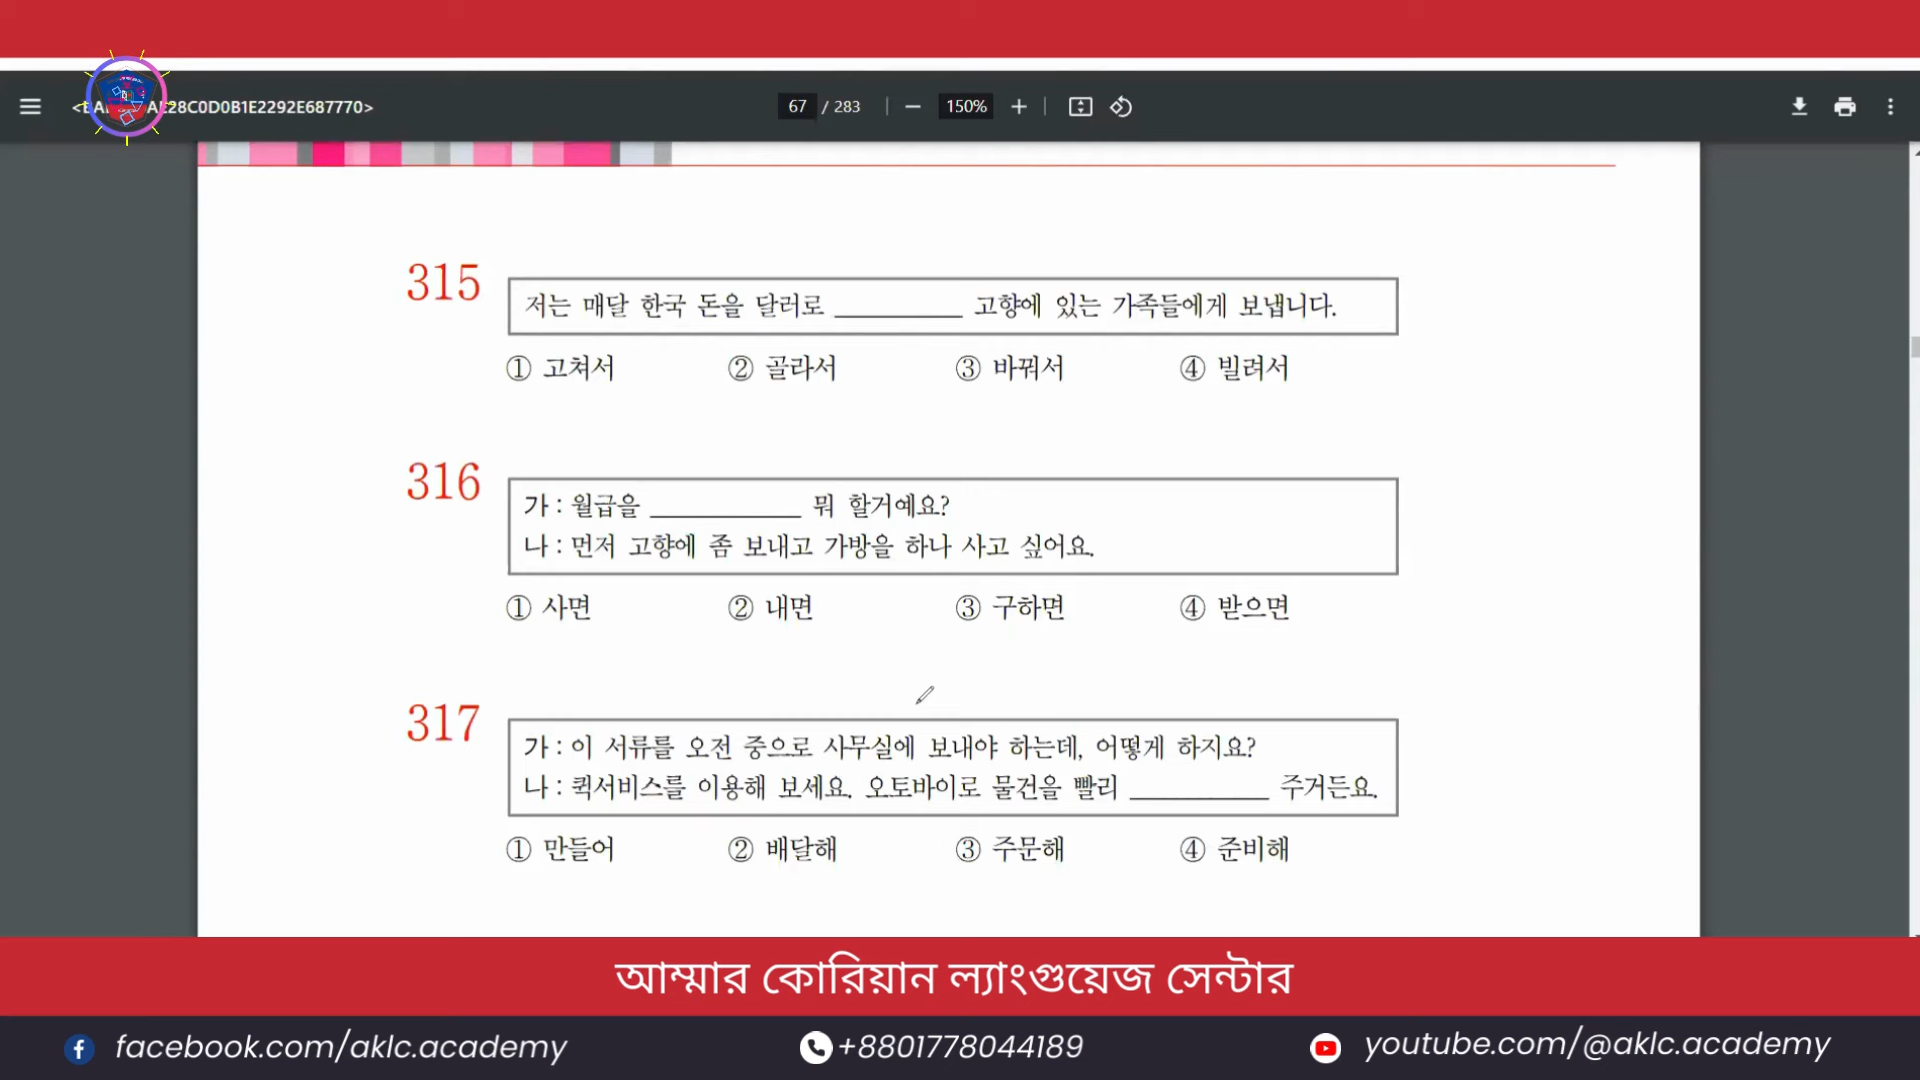 67 / 283
150%
315
저는 매달 한국 돈을 달러로 __________ 고향에 있는 가족들에게 보냅니다.
① 고쳐서 ② 골라서 ③ 바꿔서 ④ 빌려서
316
가 : 월급을 __________ 뭐 할거예요?
나 : 먼저 고향에 좀 보내고 가방을 하나 사고 싶어요.
① 사면 ② 내면 ③ 구하면 ④ 받으면
317
가 : 이 서류를 오전 중으로 사무실에 보내야 하는데, 어떻게 하지요?
나 : 퀵서비스를 이용해 보세요. 오토바이로 물건을 빨리 __________ 주거든요.
① 만들어 ② 배달해 ③ 주문해 ④ 준비해
আম্মার কোরিয়ান ল্যাংগুয়েজ সেন্টার
facebook.com/aklc.academy
+8801778044189
youtube.com/@aklc.academy